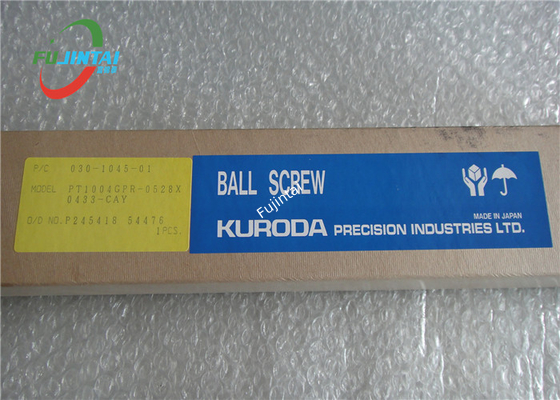 FUJINTAI
P/C 036-1045-01
MODEL PT1004GPR-0528X
0433-CAY
O/D NO. P245418 54476
1PCS.
BALL SCREW
Fujintai
MADE IN JAPAN
KURODA PRECISION INDUSTRIES LTD.